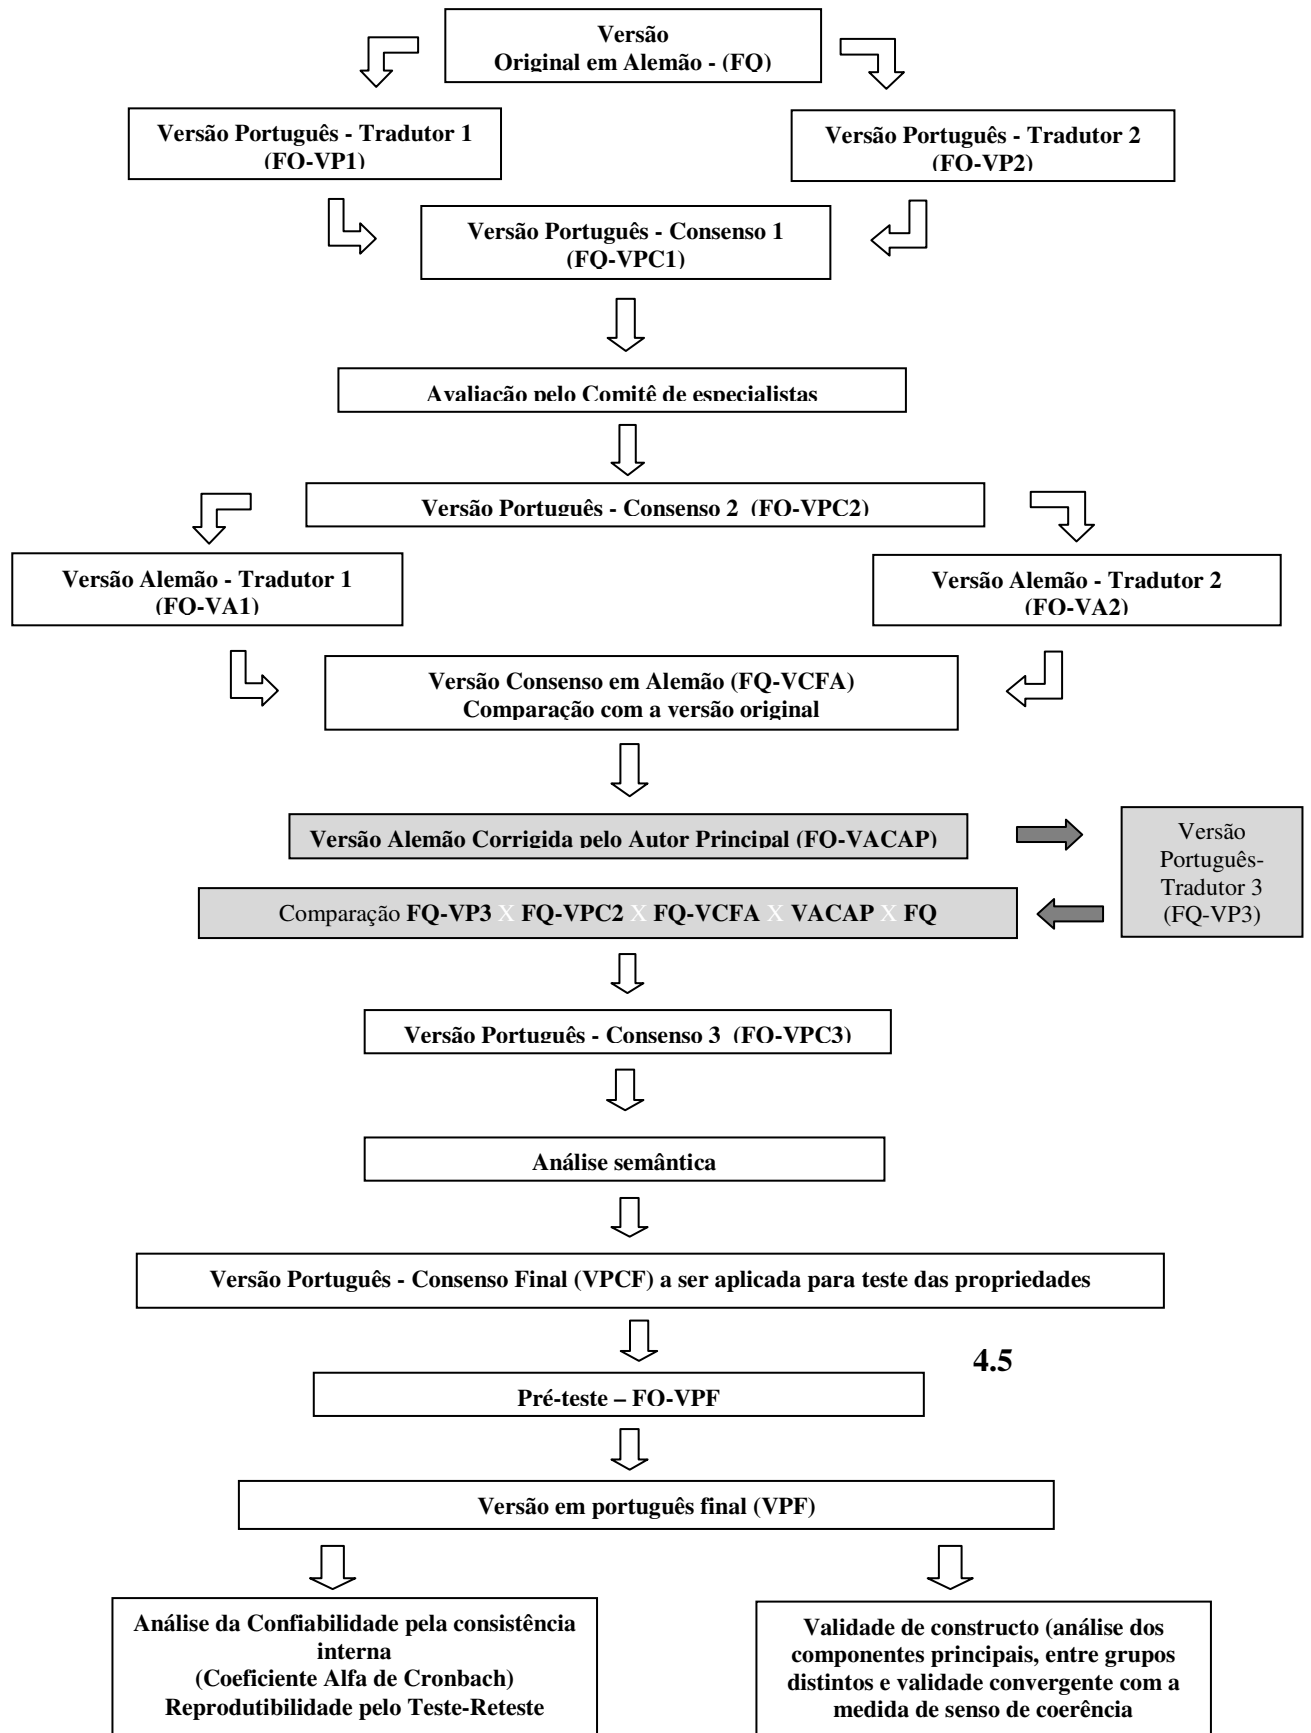 Versão
Original em Alemão - (FQ)
Versão Português - Tradutor 1
(FQ-VP1)
Versão Português - Tradutor 2
(FQ-VP2)
Versão Português - Consenso 1
(FQ-VPC1)
Avaliação pelo Comitê de especialistas
Versão Português - Consenso 2 (FQ-VPC2)
Versão Alemão - Tradutor 1
(FQ-VA1)
Versão Alemão - Tradutor 2
(FQ-VA2)
Versão Consenso em Alemão (FQ-VCFA)
Comparação com a versão original
Versão Alemão Corrigida pelo Autor Principal (FQ-VACAP)
Versão
Português-
Tradutor 3
(FQ-VP3)
Comparação FQ-VP3 X FQ-VPC2 X FQ-VCFA X VACAP X FQ
Versão Português - Consenso 3 (FQ-VPC3)
Análise semântica
Versão Português - Consenso Final (VPCF) a ser aplicada para teste das propriedades
4.5
Pré-teste – FQ-VPF
Versão em português final (VPF)
Análise da Confiabilidade pela consistência
interna
(Coeficiente Alfa de Cronbach)
Reprodutibilidade pelo Teste-Reteste
Validade de constructo (análise dos
componentes principais, entre grupos
distintos e validade convergente com a
medida de senso de coerência